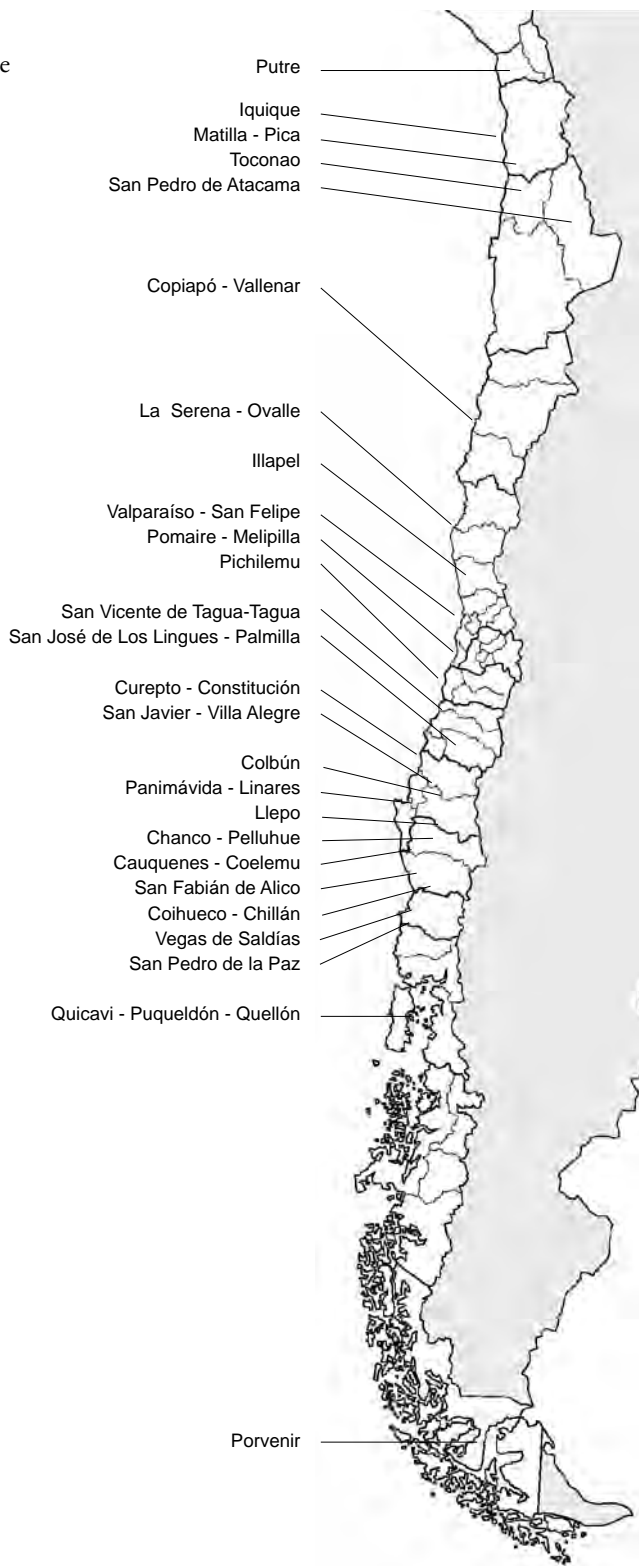 e
Putre
Iquique
Matilla - Pica
Toconao
San Pedro de Atacama
Copiapó - Vallenar
La Serena - Ovalle
Illapel
Valparaíso - San Felipe
Pomaire - Melipilla
Pichilemu
San Vicente de Tagua-Tagua
San José de Los Lingues - Palmilla
Curepto - Constitución
San Javier - Villa Alegre
Colbún
Panimávida - Linares
Llepo
Chanco - Pelluhue
Cauquenes - Coelemu
San Fabián de Alico
Coihueco - Chillán
Vegas de Saldías
San Pedro de la Paz
Quicavi - Puqueldón - Quellón
Porvenir